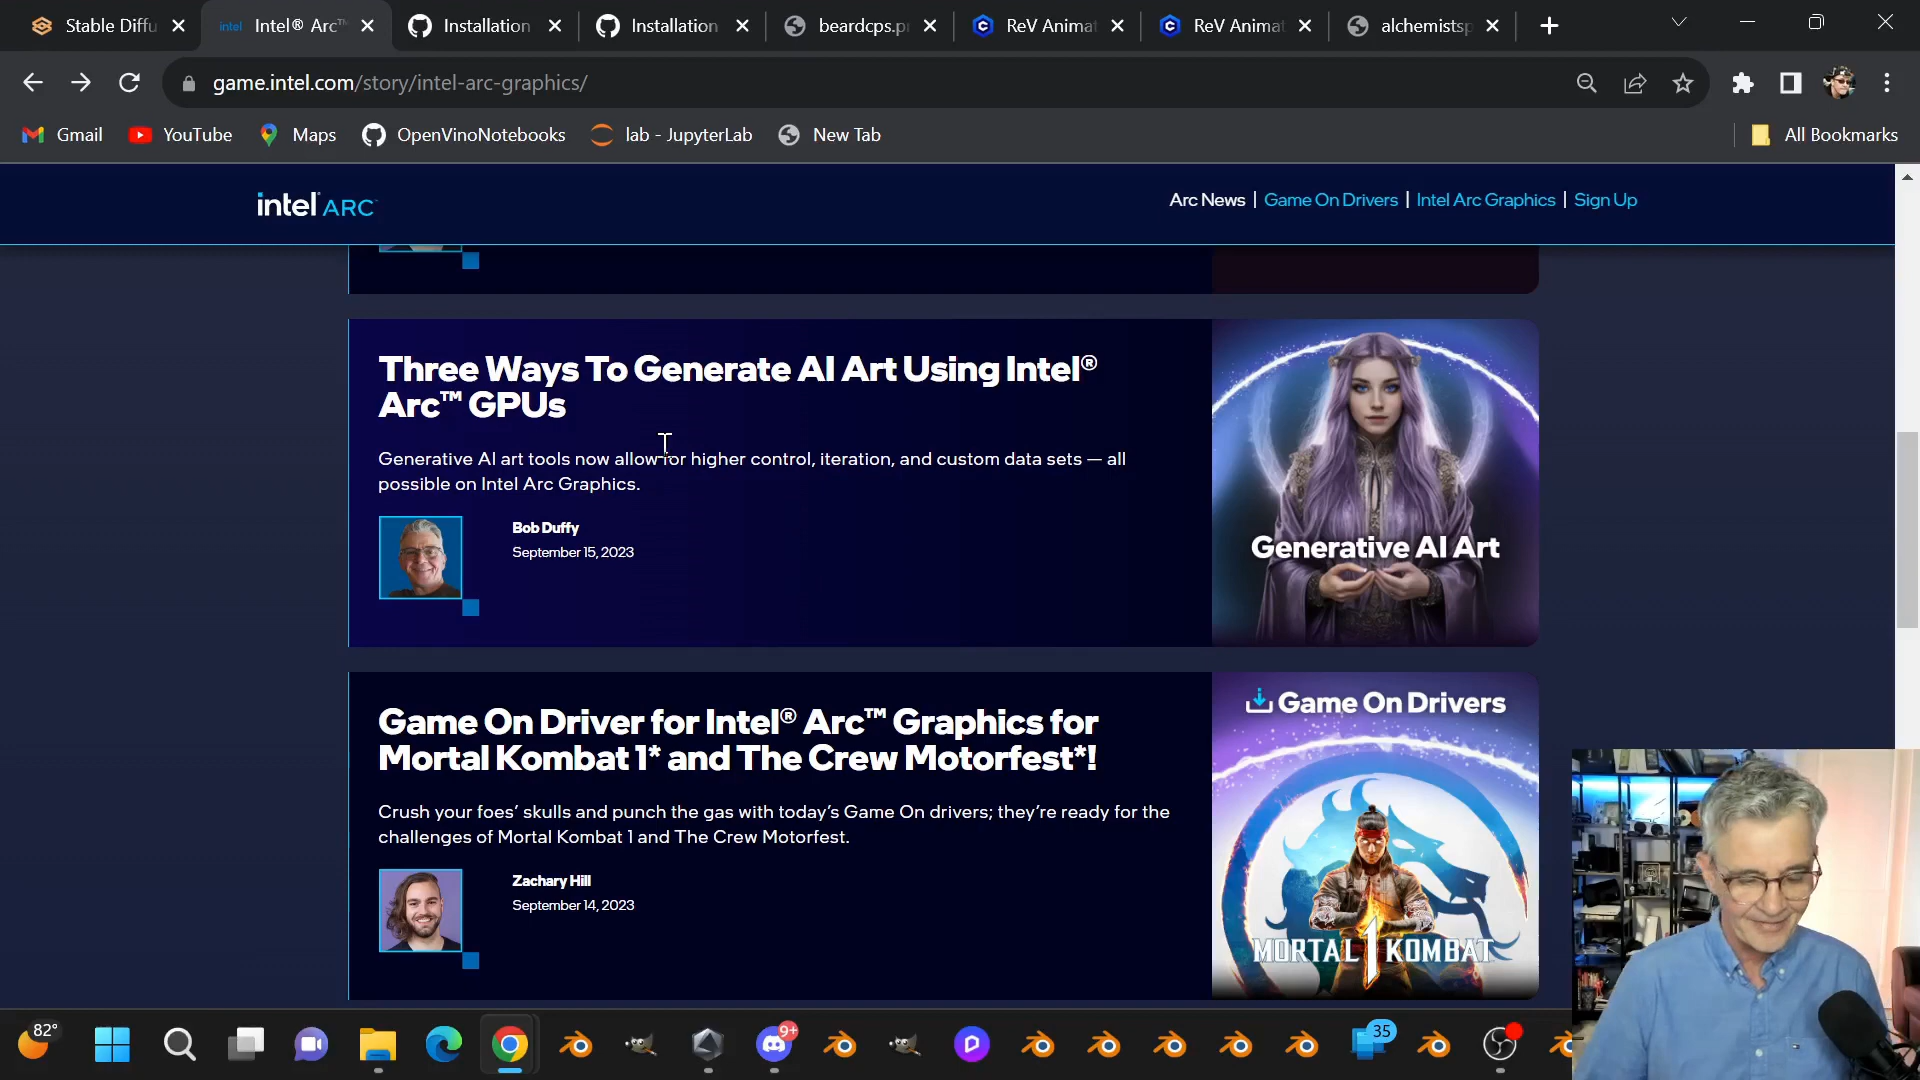 Stable Diffu
intel
Intel® Arc™
Installation
Installation
beardcps.p
ReV Anima
ReV Anima
alchemistsp
game.intel.com/story/intel-arc-graphics/
Gmail
YouTube
Maps
OpenVinoNotebooks
lab - JupyterLab
New Tab
All Bookmarks
intel ARC
Arc News | Game On Drivers | Intel Arc Graphics | Sign Up
Three Ways To Generate AI Art Using Intel®
Arc™ GPUs
Generative AI art tools now allow for higher control, iteration, and custom data sets — all
possible on Intel Arc Graphics.
Bob Duffy
September 15, 2023
Generative AI Art
Game On Driver for Intel® Arc™ Graphics for
Mortal Kombat 1* and The Crew Motorfest*!
Crush your foes’ skulls and punch the gas with today’s Game On drivers; they’re ready for the
challenges of Mortal Kombat 1 and The Crew Motorfest.
Zachary Hill
September 14, 2023
Game On Drivers
MORTAL 1 KOMBAT
82°
9+
35